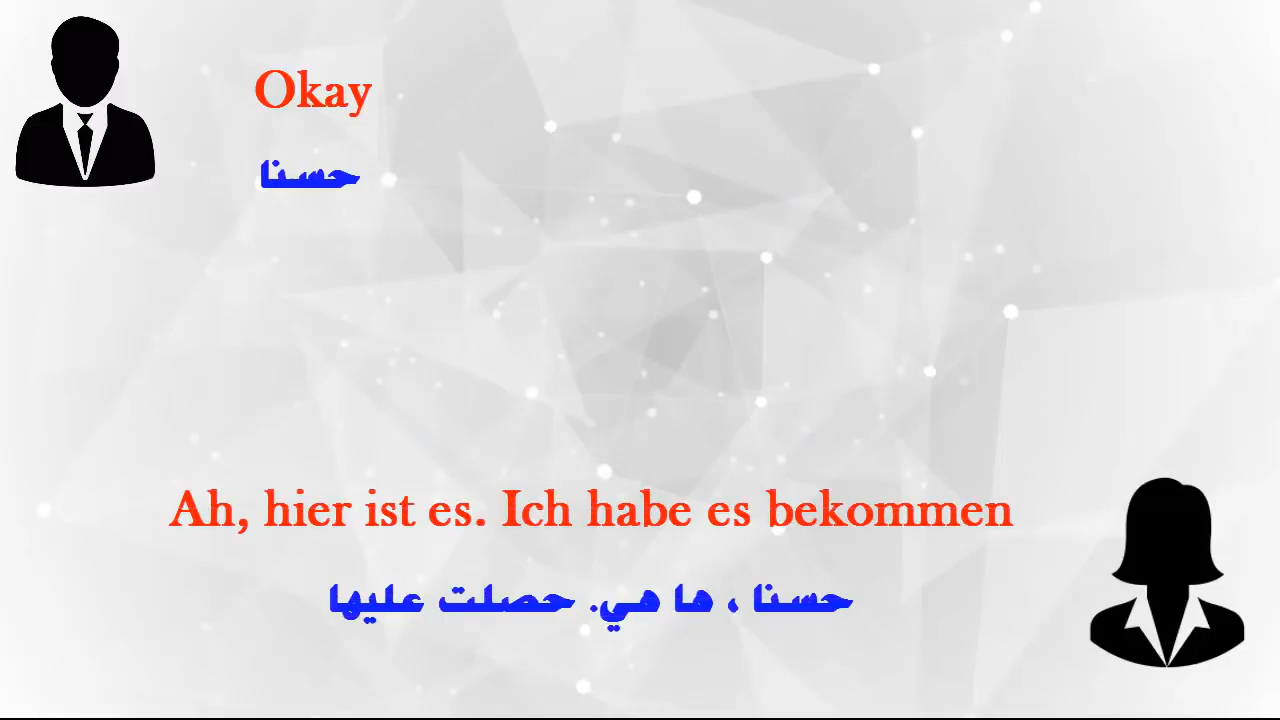 Okay
حسنا
Ah, hier ist es. Ich habe es bekommen
حسنا ، ها هي. حصلت عليها